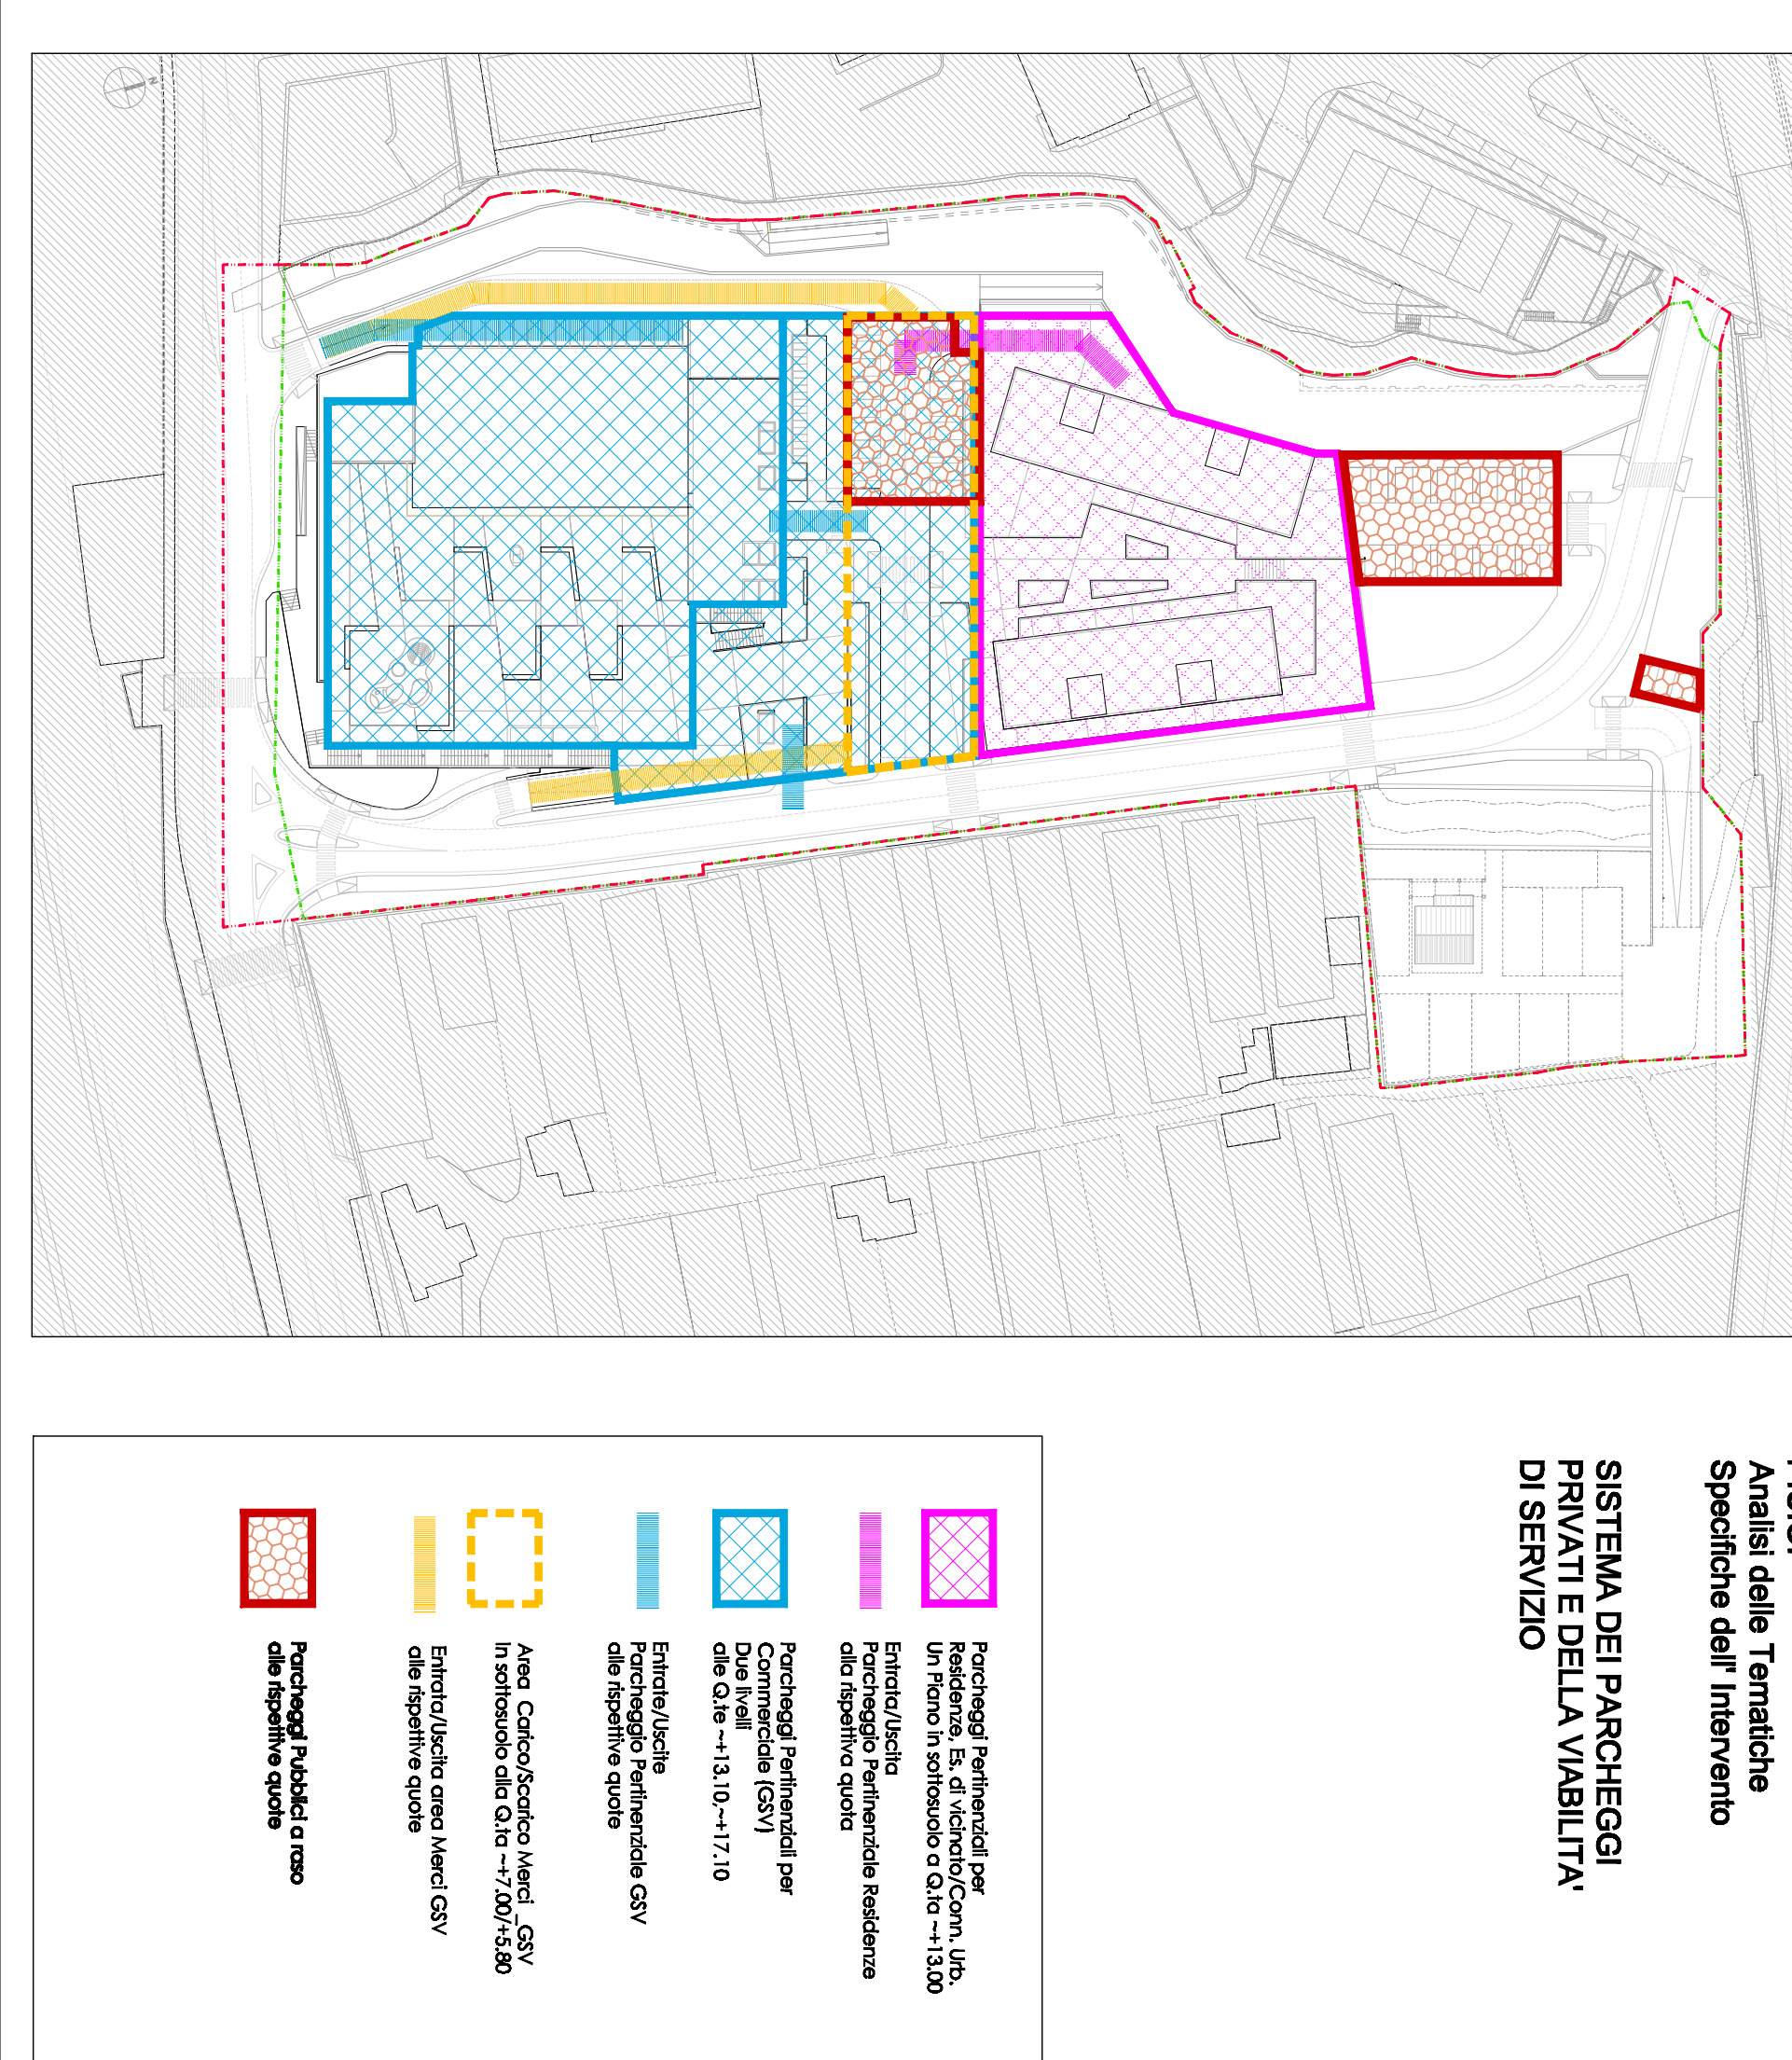 Analisi delle Tematiche
Specifiche dell' Intervento
SISTEMA DEI PARCHEGGI
PRIVATI E DELLA VIABILITA'
DI SERVIZIO
Parcheggi Pertinenziali per
Residenze, Es. di vicinato/Conn. Urb.
Un Piano in sottosuolo a Q.ta ~+13.00
Entrata/Uscita
Parcheggio Pertinenziale Residenze
alla rispettiva quota
Parcheggi Pertinenziali per
Commerciale (GSV)
Due livelli
alle Q.te ~+13.10,~+17.10
Entrate/Uscite
Parcheggio Pertinenziale GSV
alle rispettive quote
Area Carico/Scarico Merci _GSV
In sottosuolo alla Q.ta ~+7.00/+5.80
Entrata/Uscita area Merci GSV
alle rispettive quote
Parcheggi Pubblici a raso
alle rispettive quote
N